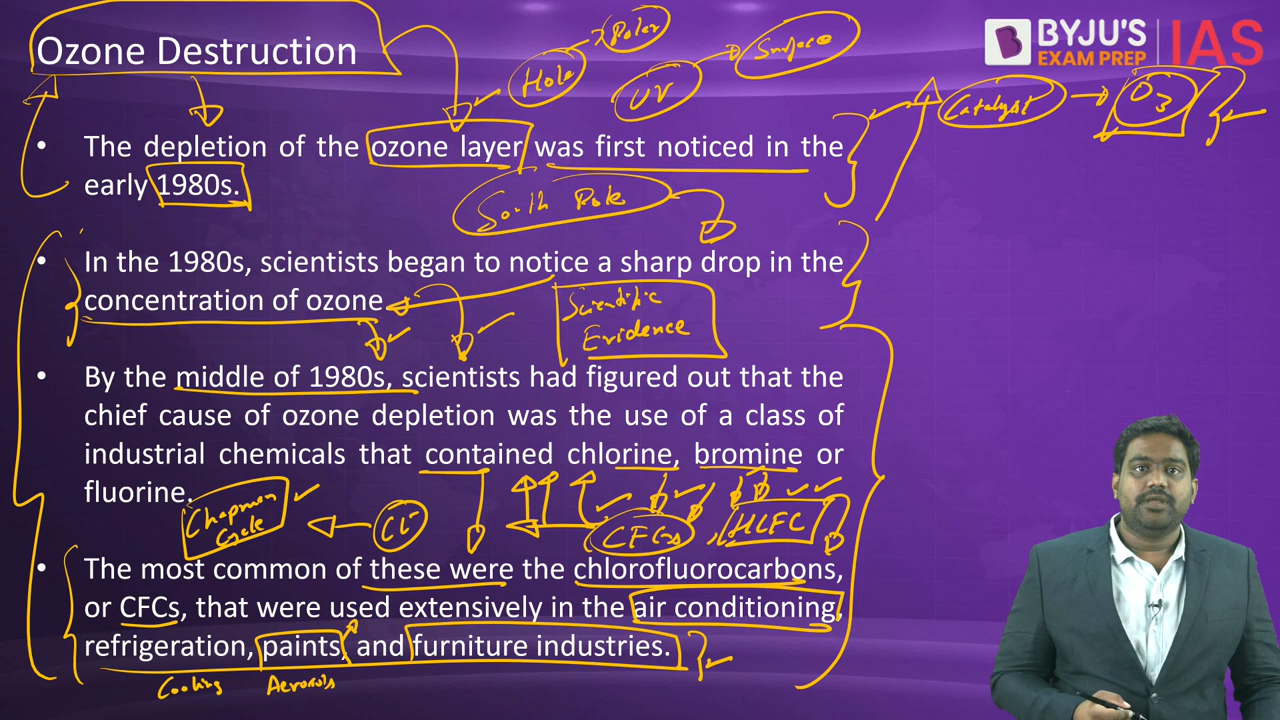 Ozone Destruction
Hole
Polar
UV
Surface
BYJU'S
EXAM PREP
IAS
Catalyst
O3
The depletion of the ozone layer was first noticed in the
early 1980s.
South Pole
In the 1980s, scientists began to notice a sharp drop in the
concentration of ozone.
Scientific
Evidence
By the middle of 1980s, scientists had figured out that the
chief cause of ozone depletion was the use of a class of
industrial chemicals that contained chlorine, bromine or
fluorine.
Chapman
Cycle
Cl-
CFCs, HCFC
The most common of these were the chlorofluorocarbons,
or CFCs, that were used extensively in the air conditioning,
refrigeration, paints, and furniture industries.
Cooling Aerosols